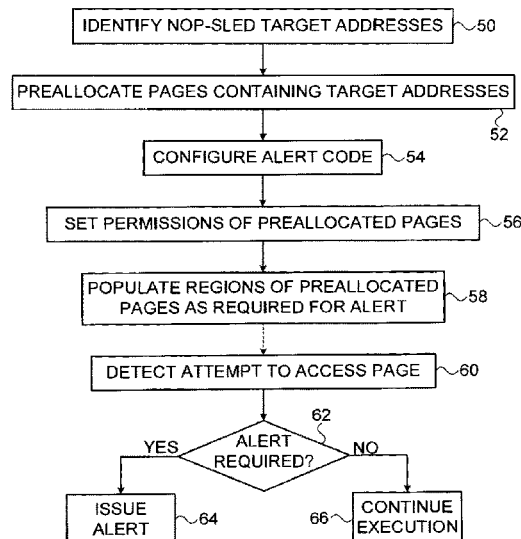 IDENTIFY NOP-SLED TARGET ADDRESSES
50
PREALLOCATE PAGES CONTAINING TARGET ADDRESSES
52
CONFIGURE ALERT CODE
54
SET PERMISSIONS OF PREALLOCATED PAGES
56
POPULATE REGIONS OF PREALLOCATED
PAGES AS REQUIRED FOR ALERT
58
DETECT ATTEMPT TO ACCESS PAGE
60
62
YES
ALERT
REQUIRED?
NO
ISSUE
ALERT
64
66
CONTINUE
EXECUTION